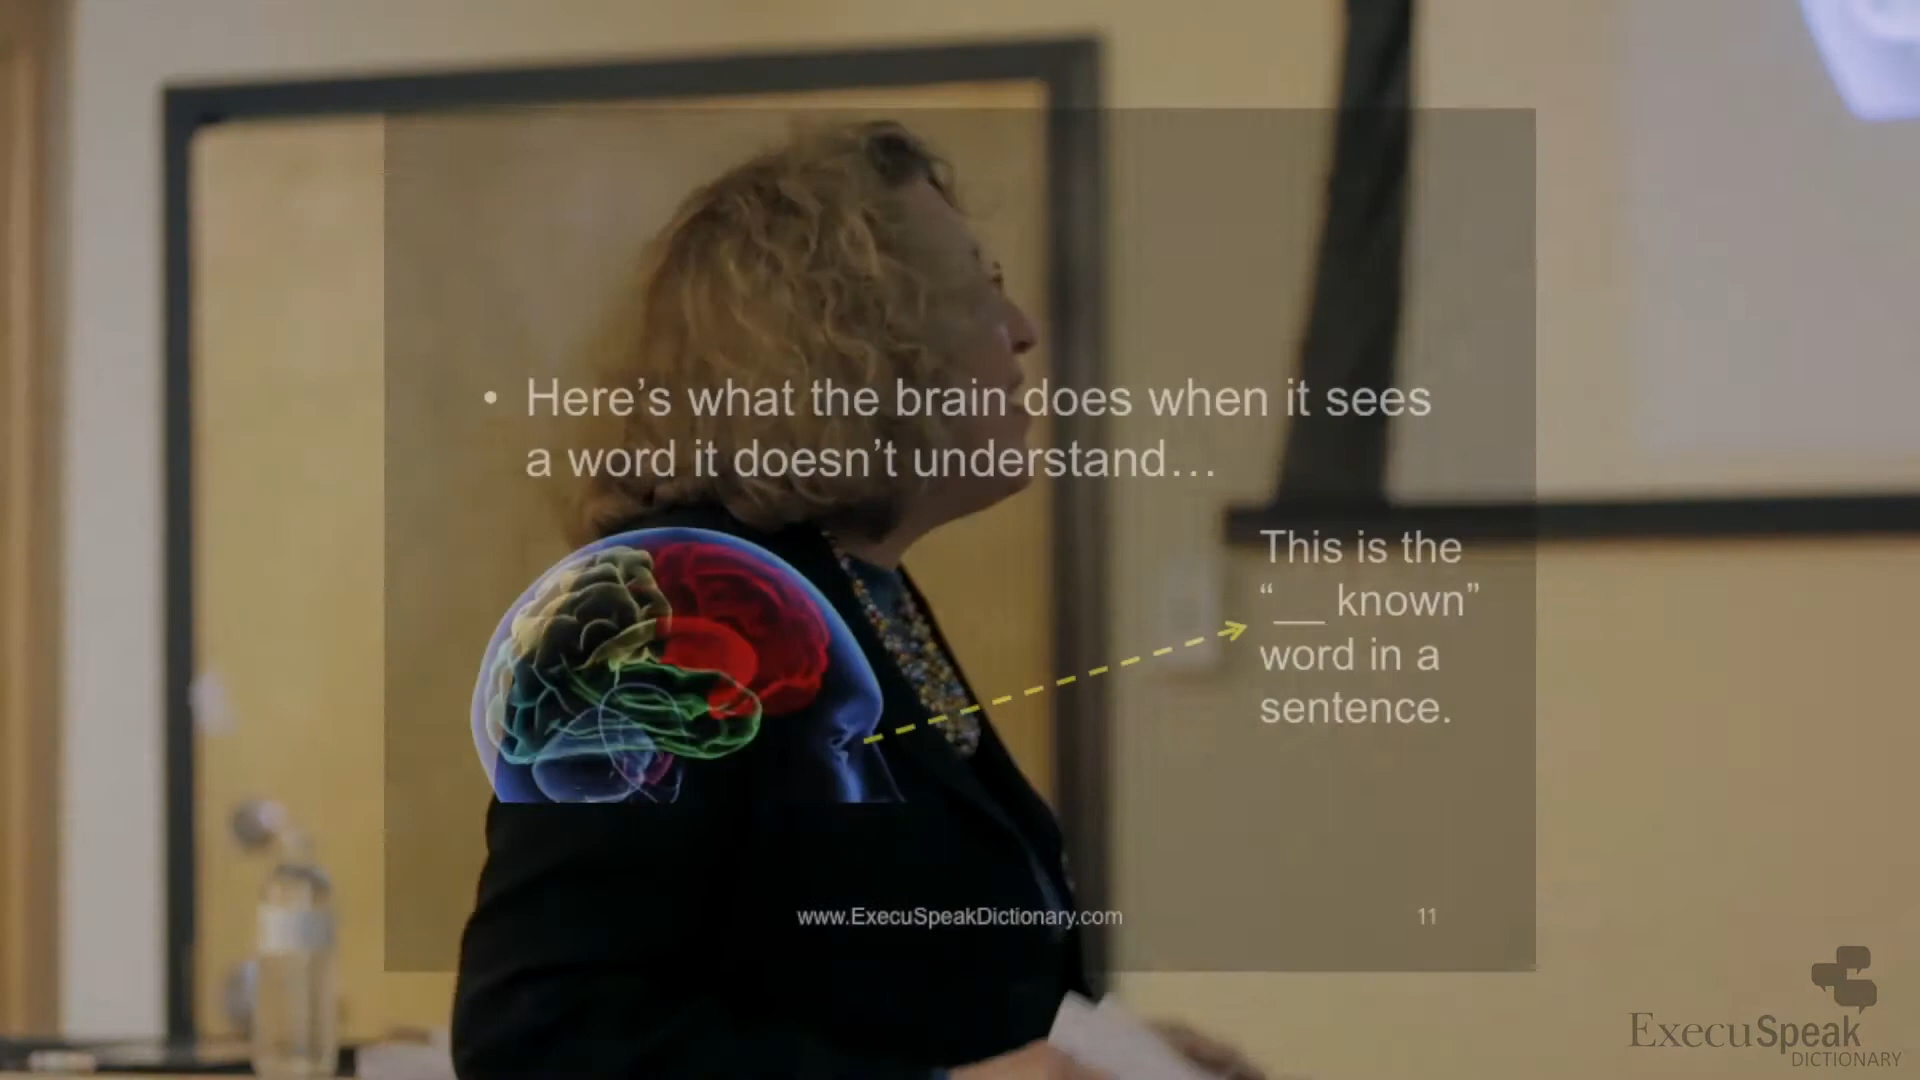 • Here’s what the brain does when it sees
a word it doesn’t understand…
This is the
“__ known”
word in a
sentence.
www.ExecuSpeakDictionary.com
11
ExecuSpeak
DICTIONARY